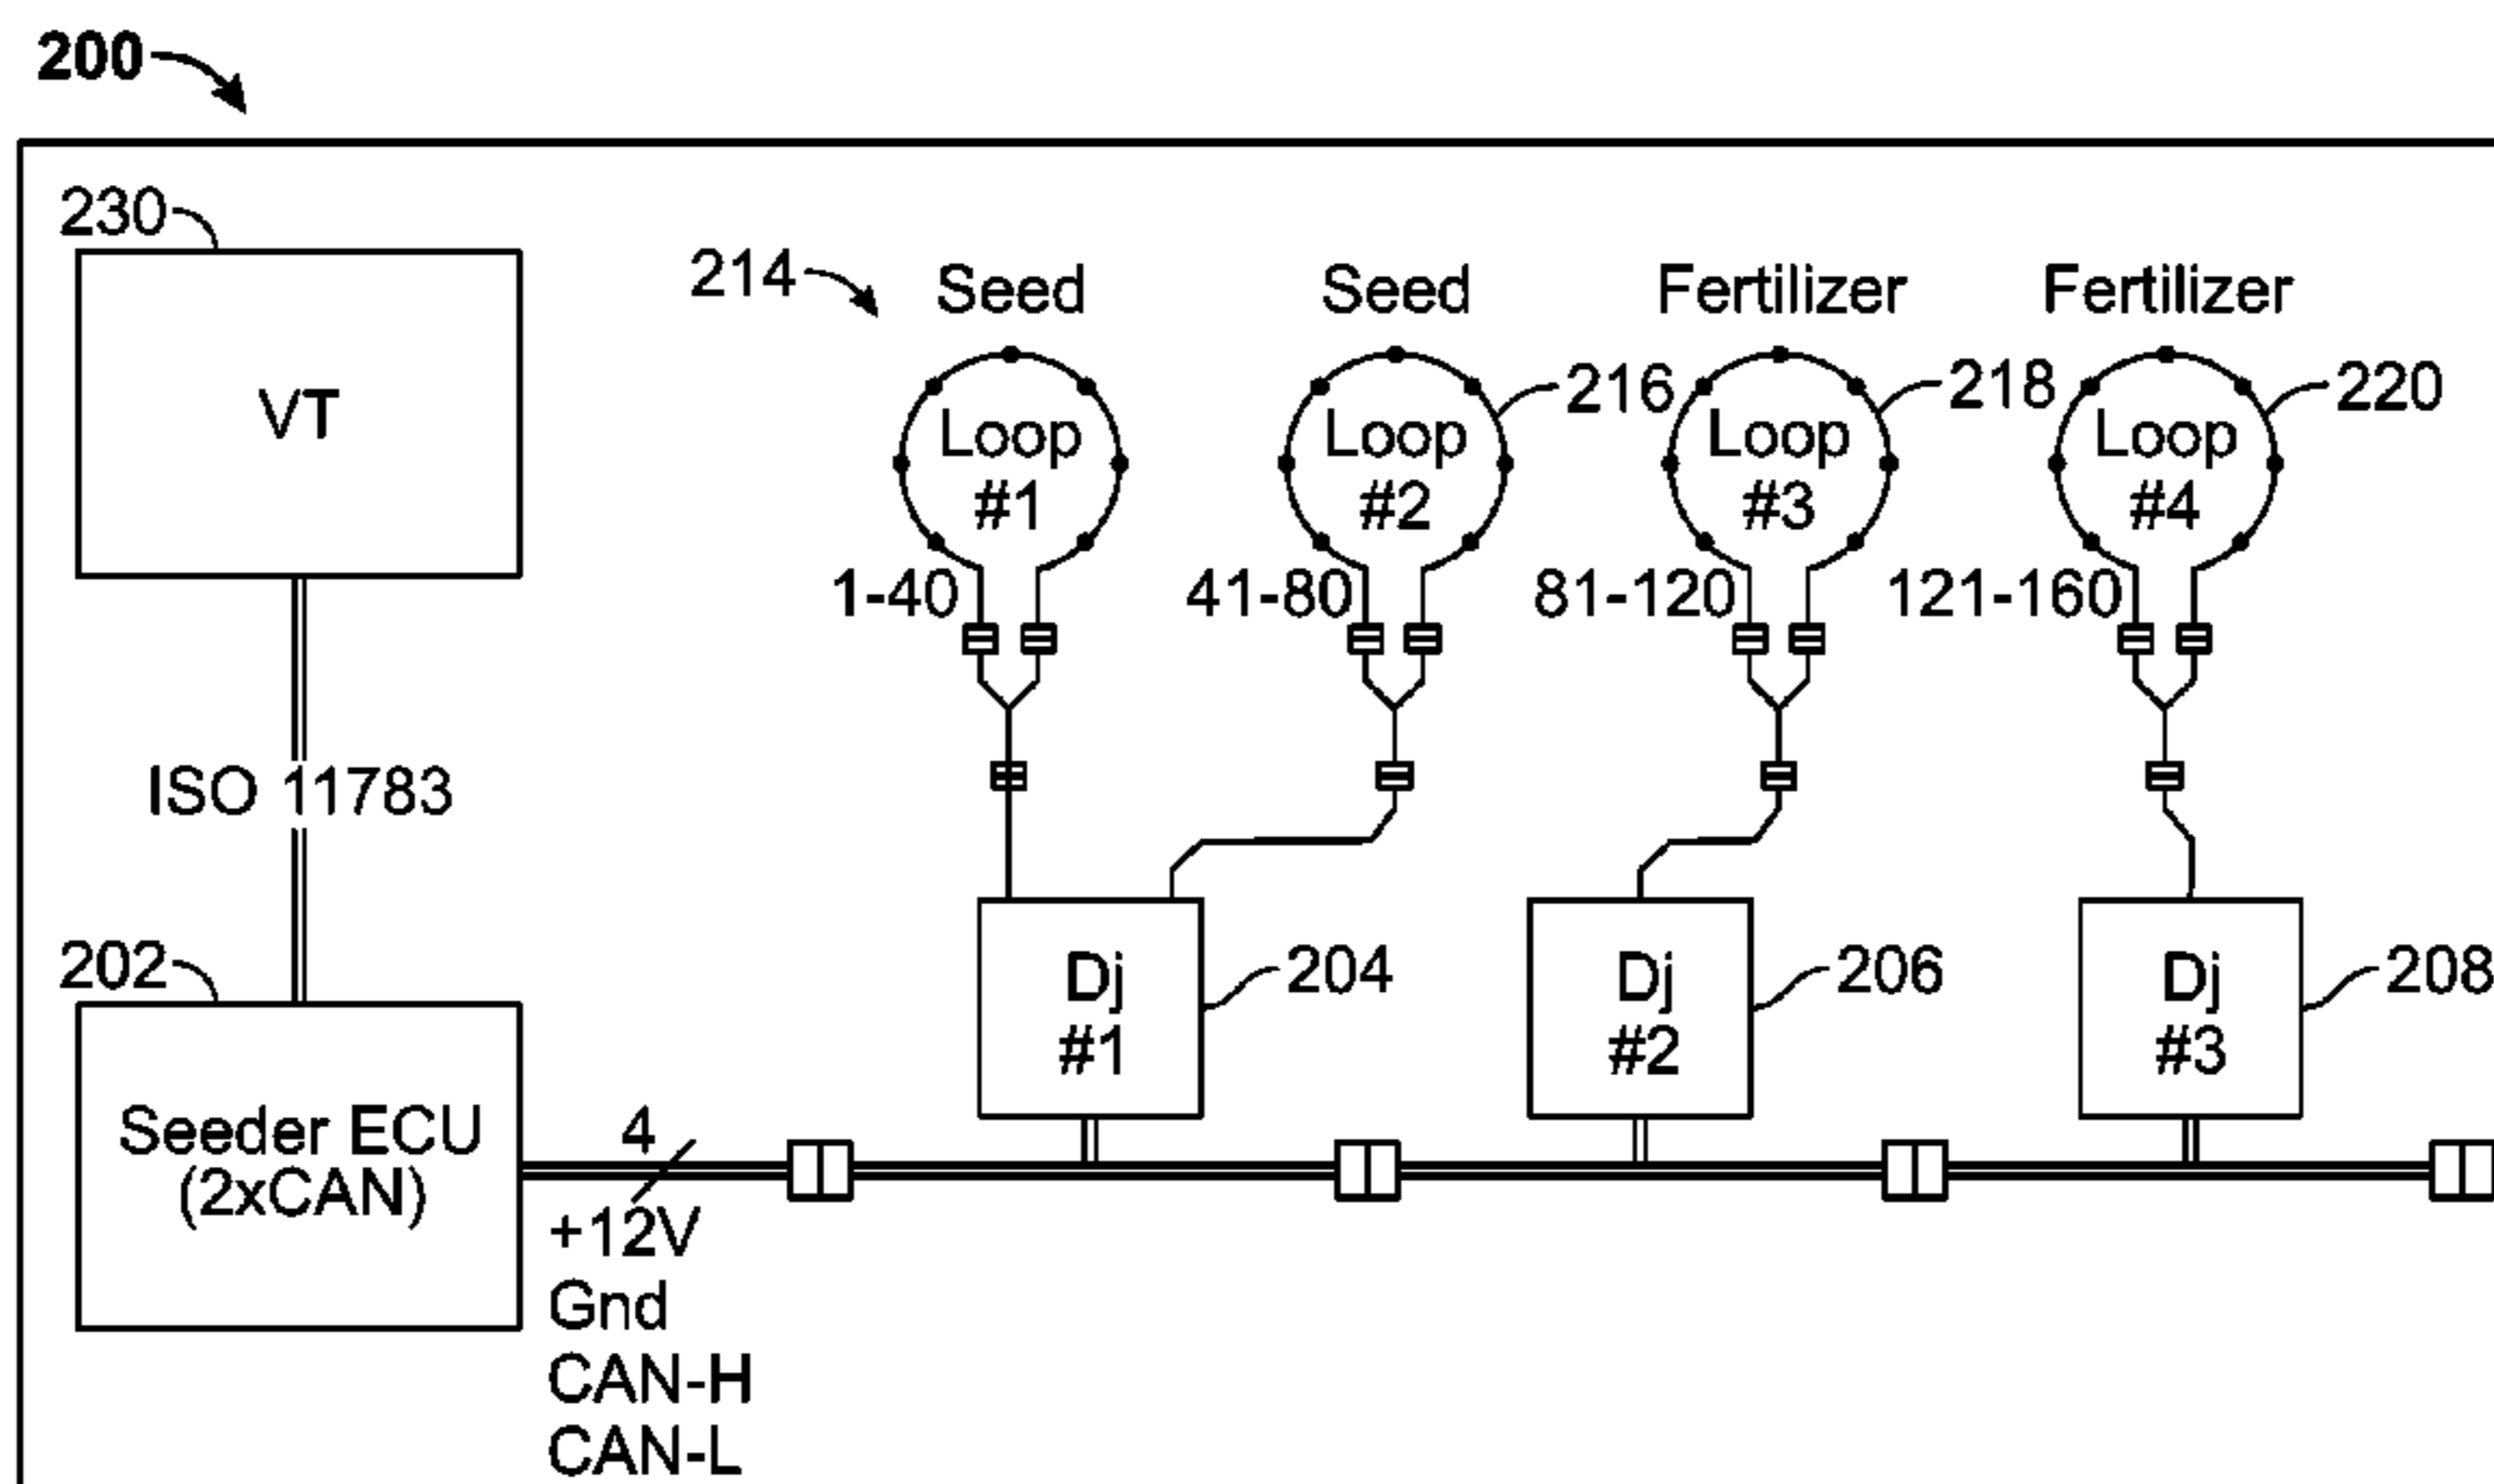 200
230
VT
214
Seed
Seed
Fertilizer
Fertilizer
Loop
#1
Loop
#2
216
Loop
#3
218
Loop
#4
220
1-40
41-80
81-120
121-160
ISO 11783
202
Seeder ECU
(2xCAN)
Dj
#1
204
Dj
#2
206
Dj
#3
208
4
+12V
Gnd
CAN-H
CAN-L